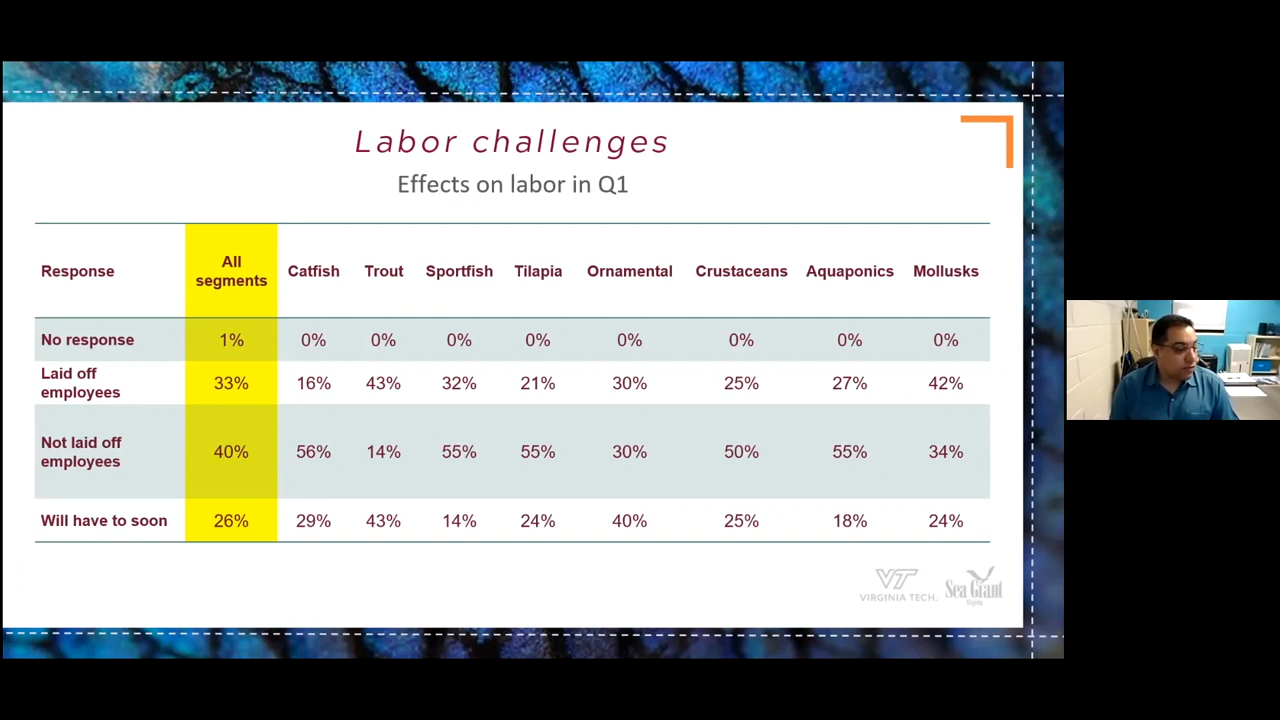 Labor challenges
Effects on labor in Q1
Response All segments Catfish Trout Sportfish Tilapia Ornamental Crustaceans Aquaponics Mollusks
No response 1% 0% 0% 0% 0% 0% 0% 0% 0%
Laid off employees 33% 16% 43% 32% 21% 30% 25% 27% 42%
Not laid off employees 40% 56% 14% 55% 55% 30% 50% 55% 34%
Will have to soon 26% 29% 43% 14% 24% 40% 25% 18% 24%
VT
VIRGINIA TECH.
Sea Grant
Virginia